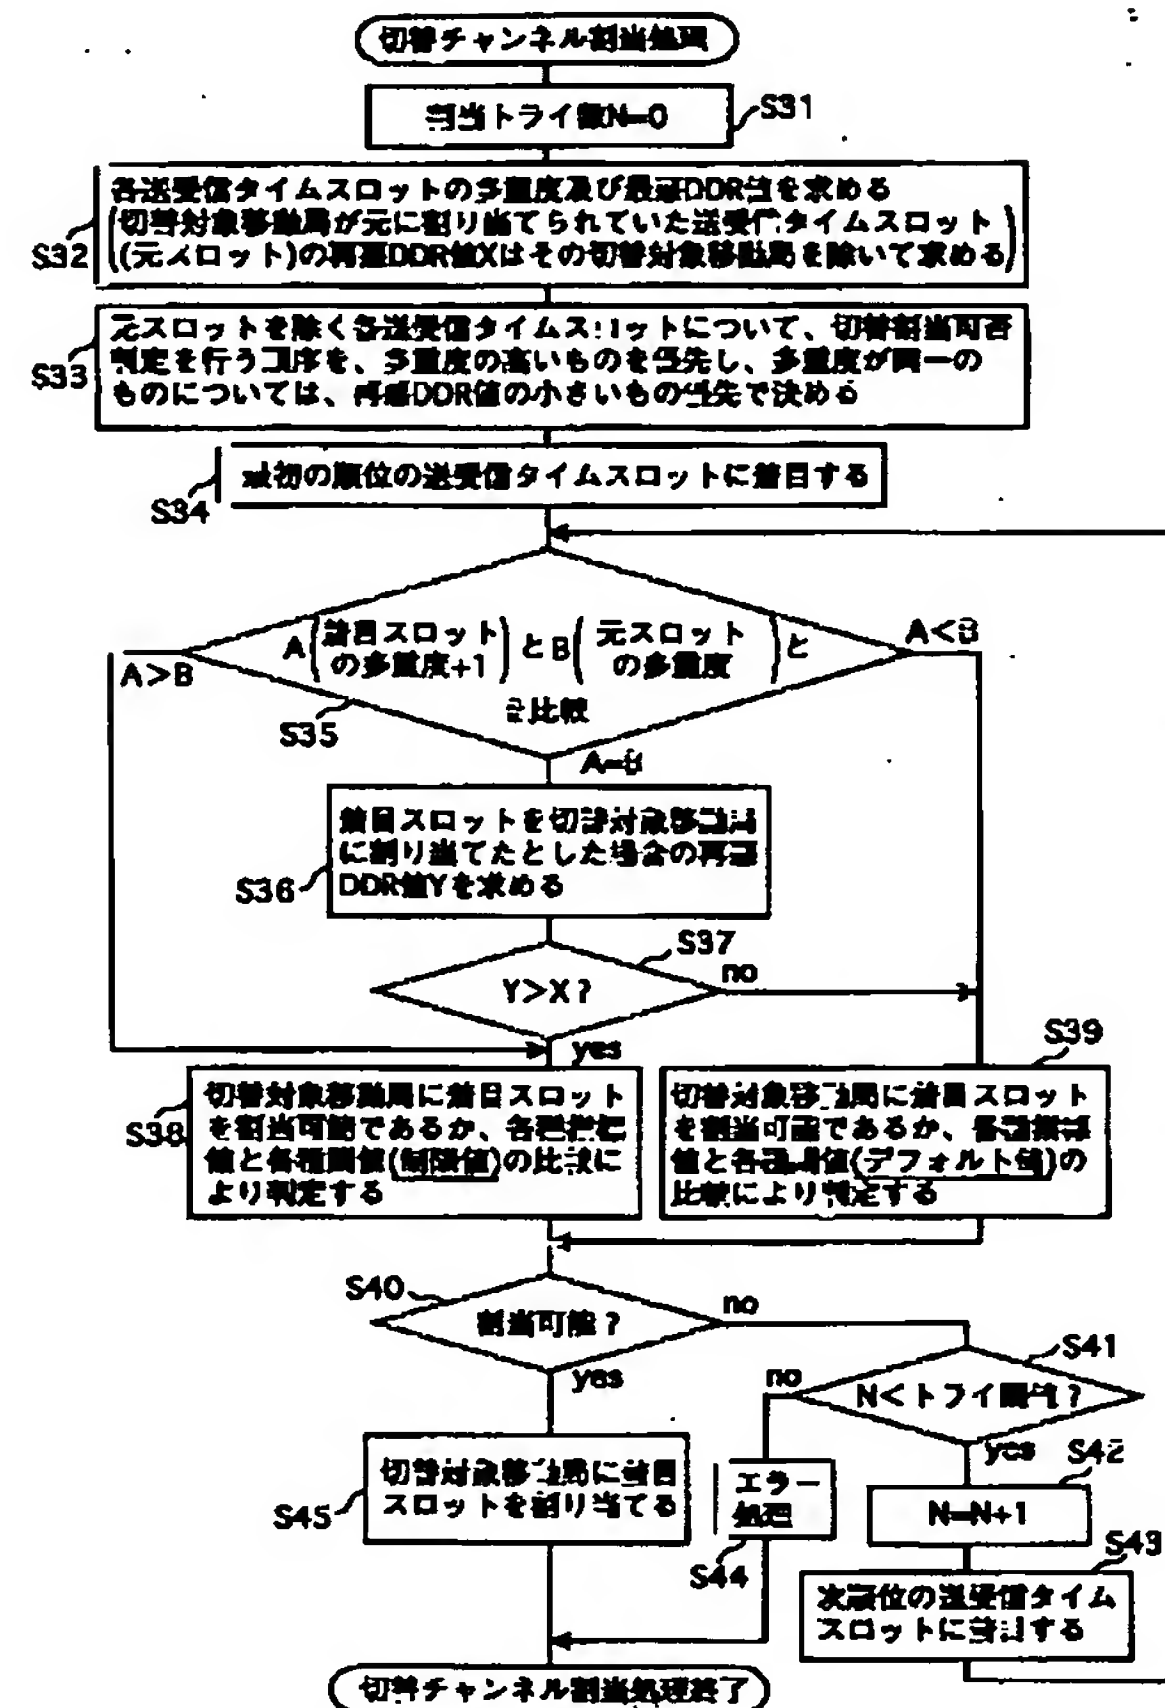 切替チャンネル割当処理
割当トライ数N=0
S31
各送受信タイムスロットの多重度及び最悪DDR値を求める
(切替対象移動局が元に割り当てられていた送受信タイムスロット
S32
(元スロット)の再悪DDR値Xはその切替対象移動局を除いて求める)
元スロットを除く各送受信タイムスロットについて、切替割当可否
判定を行う順序を、多重度の高いものを優先し、多重度が同一の
S33
ものについては、再悪DDR値の小さいもの優先で決める
最初の順位の送受信タイムスロットに着目する
S34
A(着目スロットの多重度+1)とB(元スロットの多重度)と
を比較
A>B
A<B
S35
A=B
着目スロットを切替対象移動局
に割り当てたとした場合の再悪
DDR値Yを求める
S36
S37
Y>X?
no
yes
S39
切替対象移動局に着目スロット
を割当可能であるか、各種指標
値と各種閾値(制限値)の比較に
より判定する
S38
切替対象移動局に着目スロット
を割当可能であるか、各種指標
値と各種閾値(デフォルト値)の
比較により判定する
S40
割当可能?
no
yes
S41
N<トライ閾値?
no
yes
S42
N=N+1
S43
次順位の送受信タイム
スロットに着目する
エラー
処理
S44
切替対象移動局に着目
スロットを割り当てる
S45
切替チャンネル割当処理終了